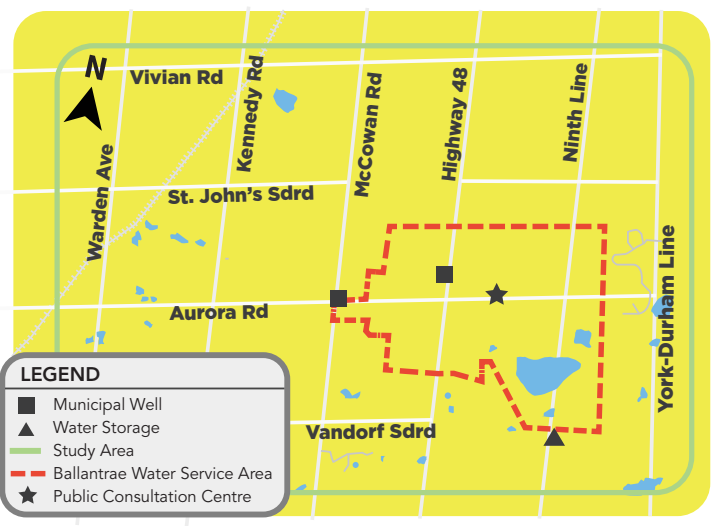 N
Vivian Rd
Kennedy Rd
McCowan Rd
Highway 48
Ninth Line
Warden Ave
St. John's Sdrd
York-Durham Line
Aurora Rd
Vandorf Sdrd
LEGEND
Municipal Well
Water Storage
Study Area
Ballantrae Water Service Area
Public Consultation Centre